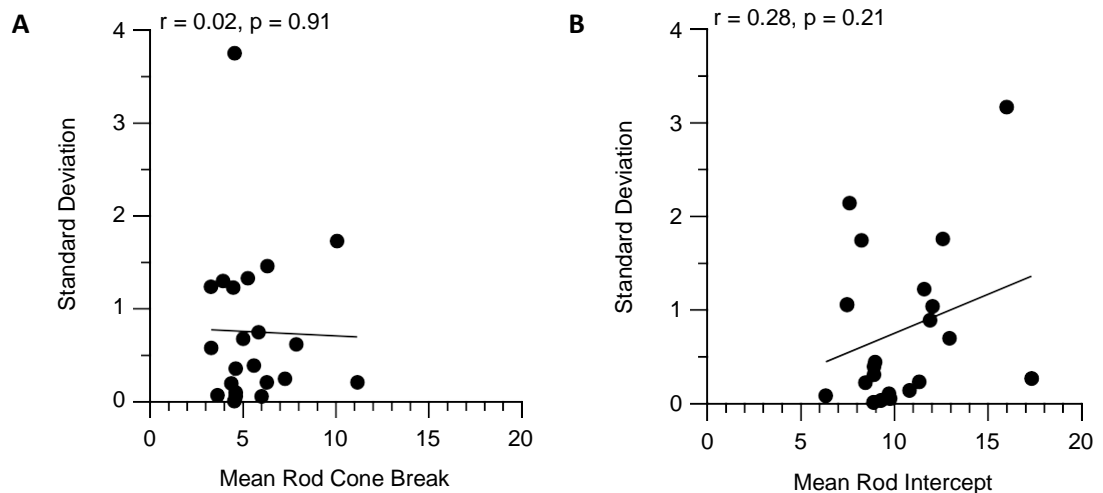 A
r = 0.02, p = 0.91
4
3
2
1
0
Standard Deviation
0
5
10
15
20
Mean Rod Cone Break
B
r = 0.28, p = 0.21
4
3
2
1
0
Standard Deviation
0
5
10
15
20
Mean Rod Intercept